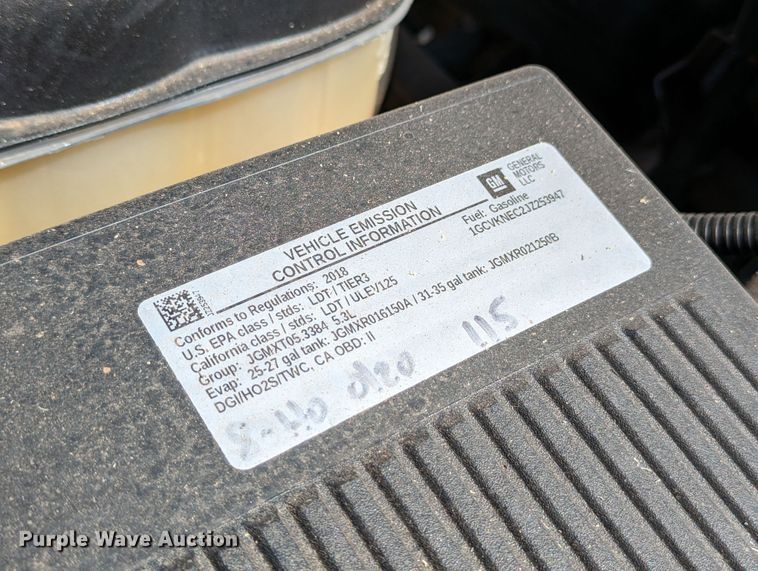 VEHICLE EMISSION
CONTROL INFORMATION
GM
GENERAL
MOTORS
LLC
Fuel: Gasoline
1GCVKNEC2JZ253947
Conforms to Regulations: 2018
U.S. EPA class / stds: LDT / TIER3
California class / stds: LDT / ULEV125
Group: JGMXT05.3384 5.3L
Evap: 25-27 gal tank: JGMXR016150A / 31-35 gal tank: JGMXR021250B
DGI/HO2S/TWC, CA OBD: II
115
Purple Wave Auction